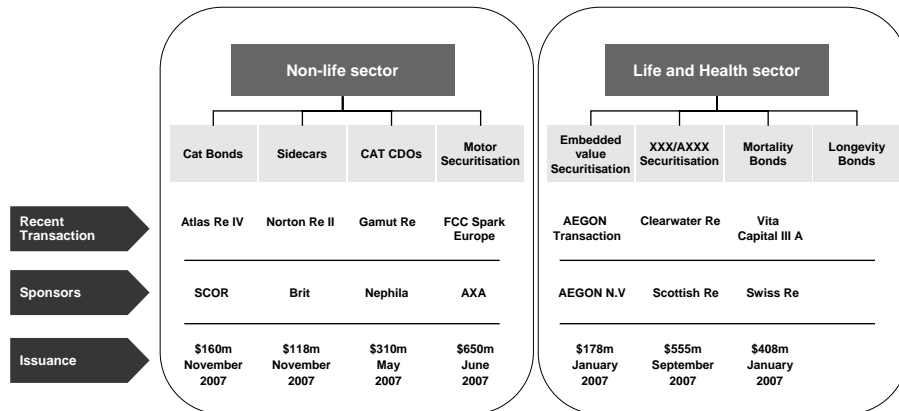 Non-life sector
Life and Health sector
Cat Bonds
Sidecars
CAT CDOs
Motor
Securitisation
Embedded
value
Securitisation
XXX/AXXX
Securitisation
Mortality
Bonds
Longevity
Bonds
Recent
Transaction
Atlas Re IV
Norton Re II
Gamut Re
FCC Spark
Europe
AEGON
Transaction
Clearwater Re
Vita
Capital III A
Sponsors
SCOR
Brit
Nephila
AXA
AEGON N.V
Scottish Re
Swiss Re
Issuance
$160m
November
2007
$118m
November
2007
$310m
May
2007
$650m
June
2007
$178m
January
2007
$555m
September
2007
$408m
January
2007